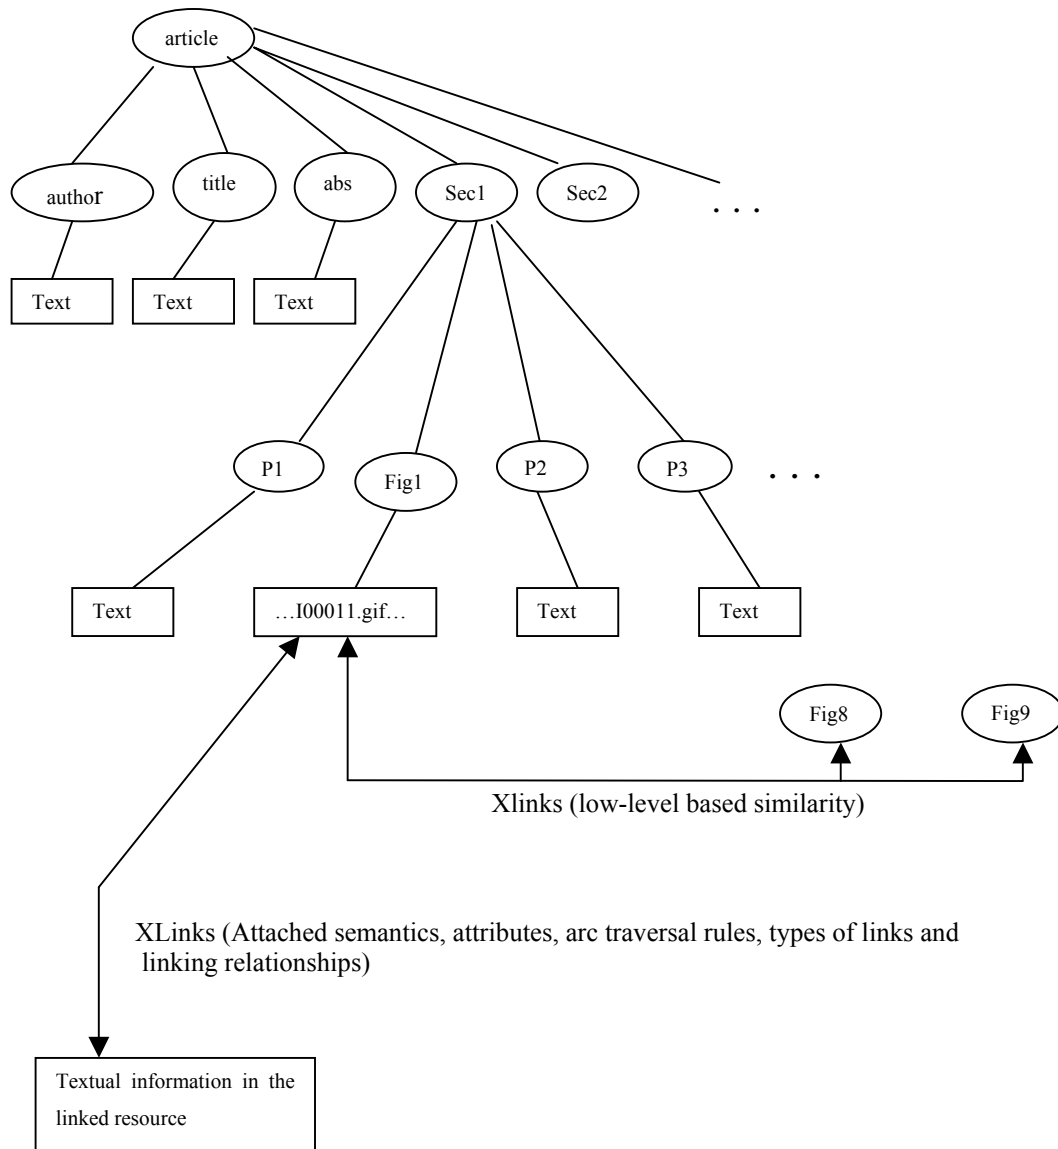 article
author
title
abs
Sec1
Sec2
. . .
Text
Text
Text
P1
Fig1
P2
P3
. . .
Text
…I00011.gif…
Text
Text
Fig8
Fig9
Xlinks (low-level based similarity)
XLinks (Attached semantics, attributes, arc traversal rules, types of links and
linking relationships)
Textual information in the
linked resource